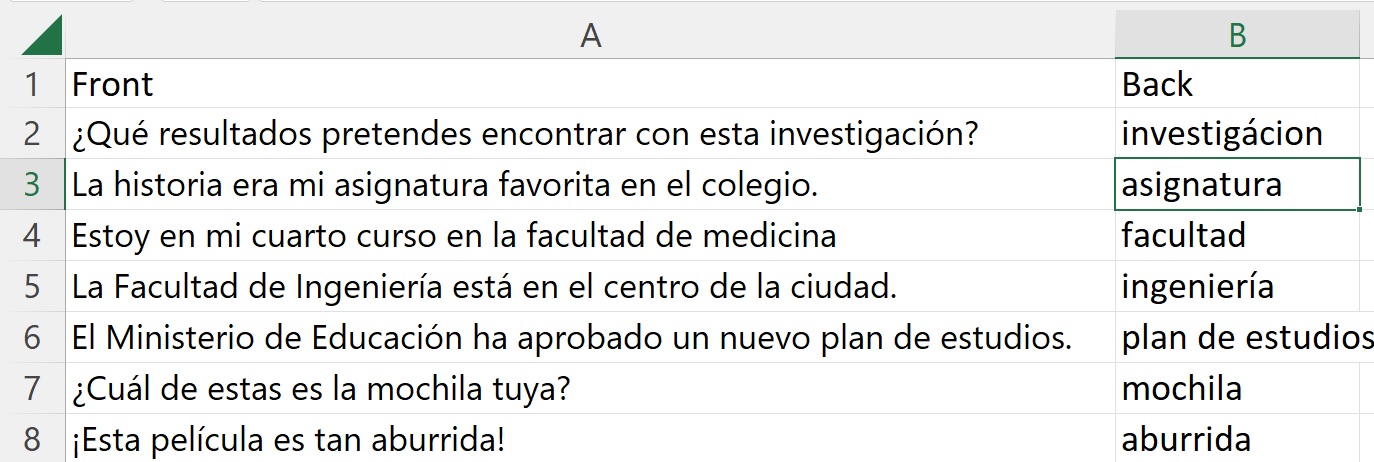 A B
1 Front Back
2 ¿Qué resultados pretendes encontrar con esta investigación? investigácion
3 La historia era mi asignatura favorita en el colegio. asignatura
4 Estoy en mi cuarto curso en la facultad de medicina facultad
5 La Facultad de Ingeniería está en el centro de la ciudad. ingeniería
6 El Ministerio de Educación ha aprobado un nuevo plan de estudios. plan de estudios
7 ¿Cuál de estas es la mochila tuya? mochila
8 ¡Esta película es tan aburrida! aburrida